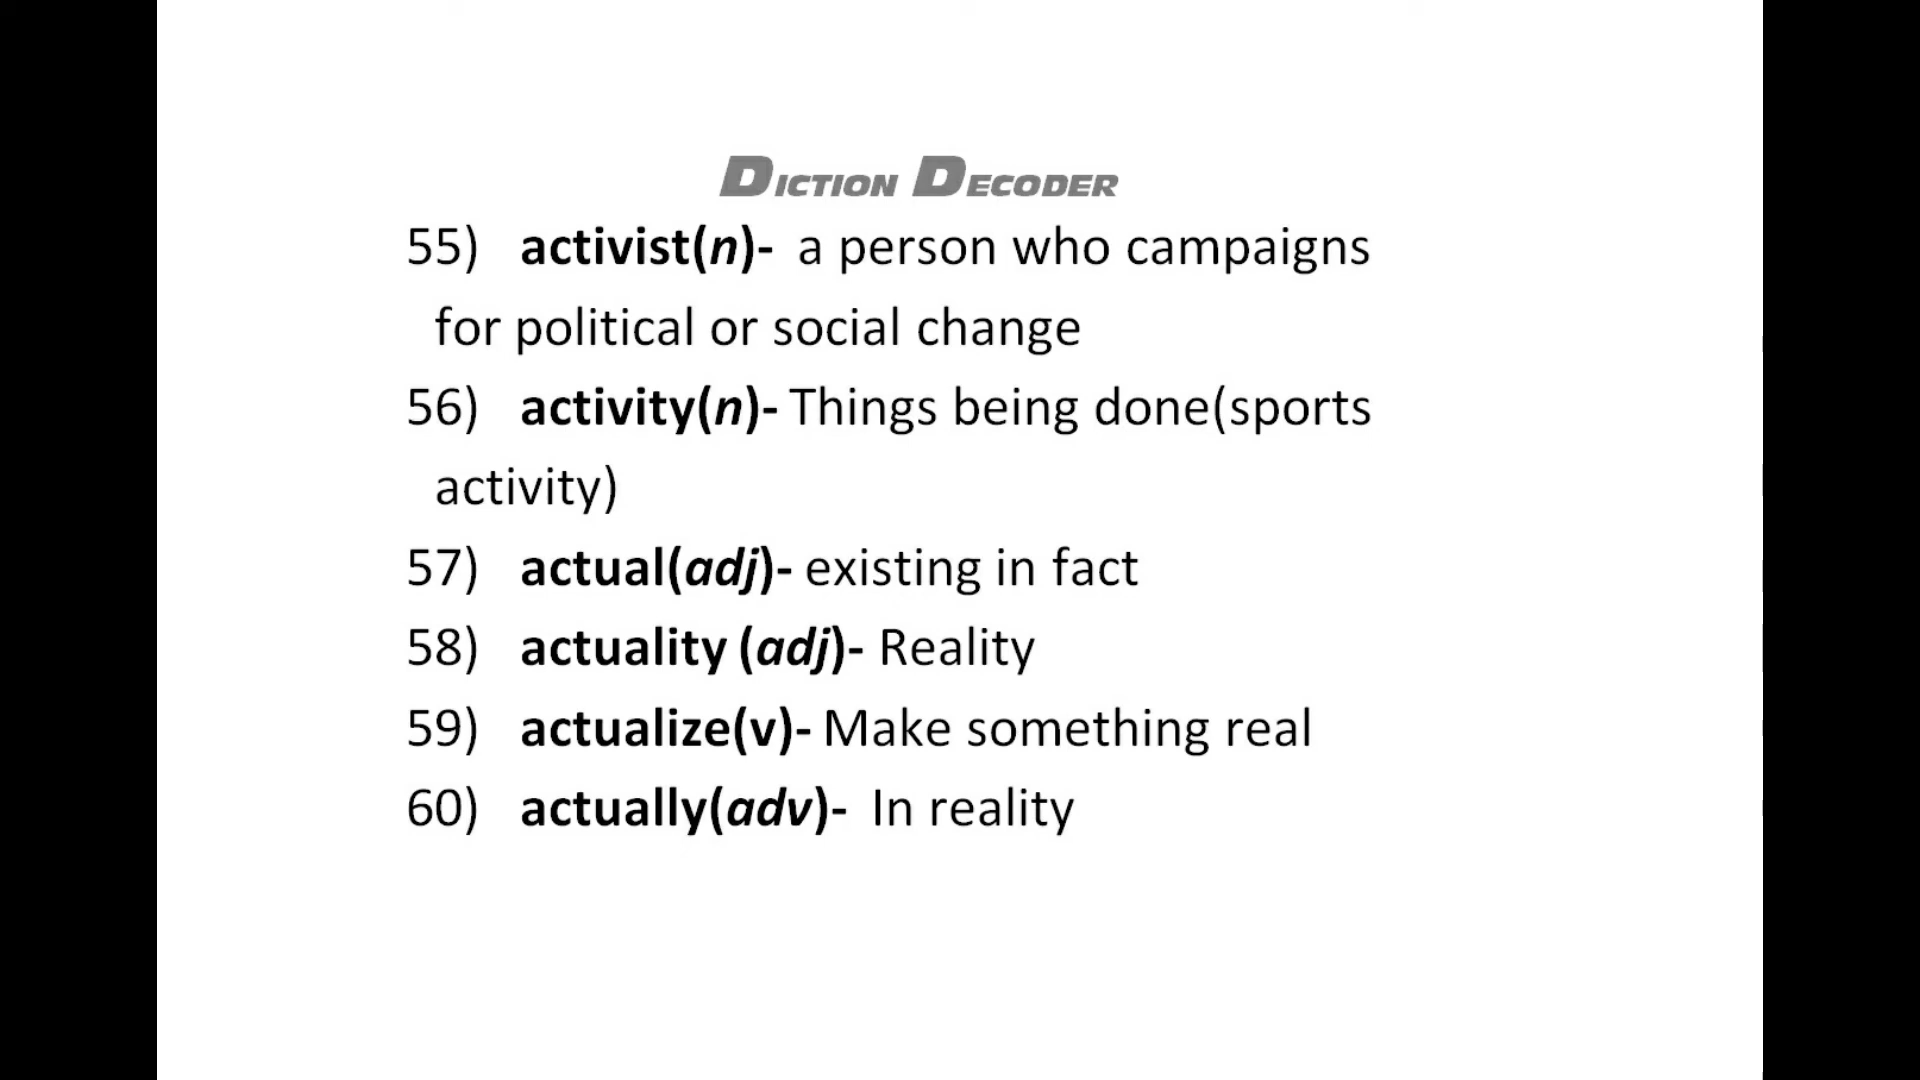 DICTION DECODER
55) activist(n)- a person who campaigns
for political or social change
56) activity(n)- Things being done(sports
activity)
57) actual(adj)- existing in fact
58) actuality (adj)- Reality
59) actualize(v)- Make something real
60) actually(adv)- In reality